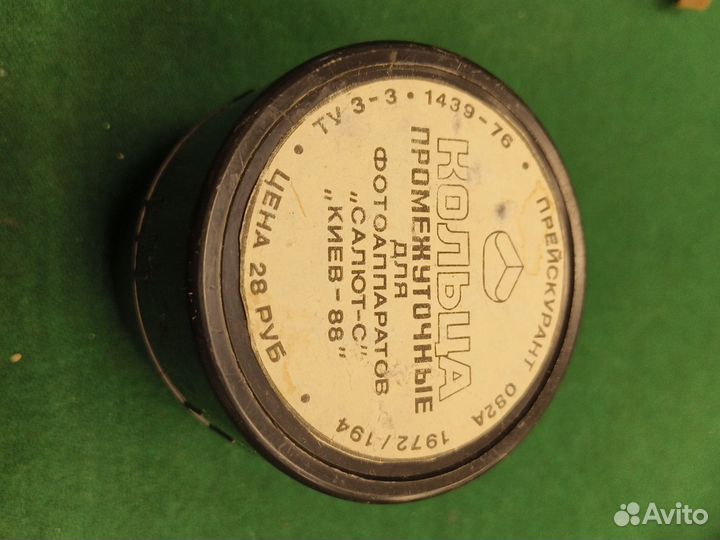 КОЛЬЦА
ПРОМЕЖУТОЧНЫЕ
ДЛЯ
ФОТОАППАРАТОВ
„САЛЮТ-С"
„КИЕВ-88"
ЦЕНА 28 РУБ • ТУ 3-3 • 1439-76 • ПРЕЙСКУРАНТ 082А 1972/194 •
Avito